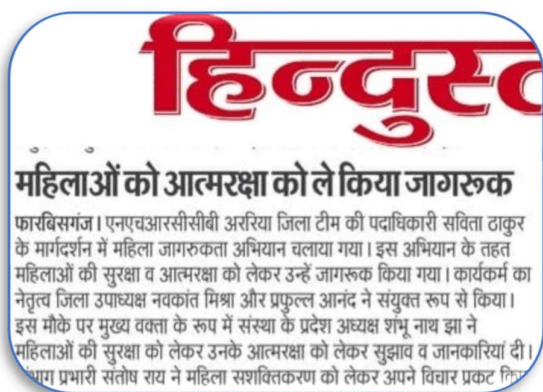 हिन्दुस्त
महिलाओं को आत्मरक्षा को ले किया जागरूक
फारबिसगंज। एनएचआरसीसीबी अररिया जिला टीम की पदाधिकारी सविता ठाकुर
के मार्गदर्शन में महिला जागरुकता अभियान चलाया गया। इस अभियान के तहत
महिलाओं की सुरक्षा व आत्मरक्षा को लेकर उन्हें जागरूक किया गया। कार्यकर्म का
नेतृत्व जिला उपाध्यक्ष नवकांत मिश्रा और प्रफुल्ल आनंद ने संयुक्त रूप से किया।
इस मौके पर मुख्य वक्ता के रूप में संस्था के प्रदेश अध्यक्ष शंभू नाथ झा ने
महिलाओं की सुरक्षा को लेकर उनके आत्मरक्षा को लेकर सुझाव व जानकारियां दी।
प्रभारी संतोष राय ने महिला सशक्तिकरण को लेकर अपने विचार प्रकट